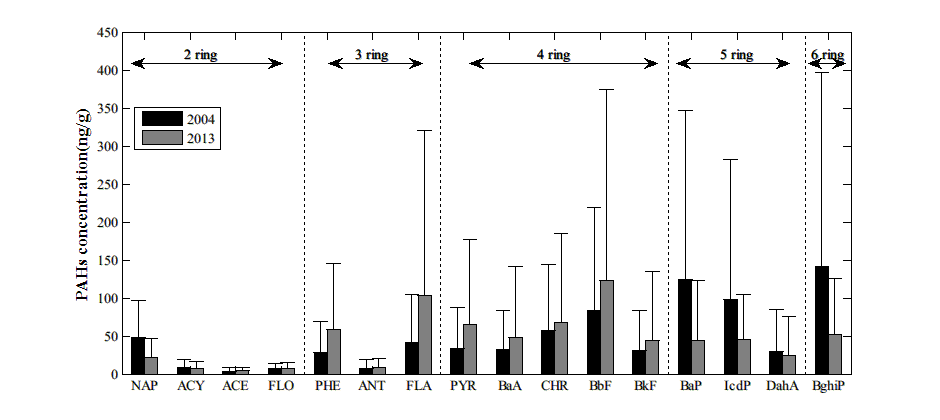 450
400
350
300
250
200
150
100
50
0
PAHs concentration(ng/g)
2 ring
3 ring
4 ring
5 ring
6 ring
2004
2013
NAP ACY ACE FLO PHE ANT FLA PYR BaA CHR BbF BkF BaP IcdP DahA BghiP